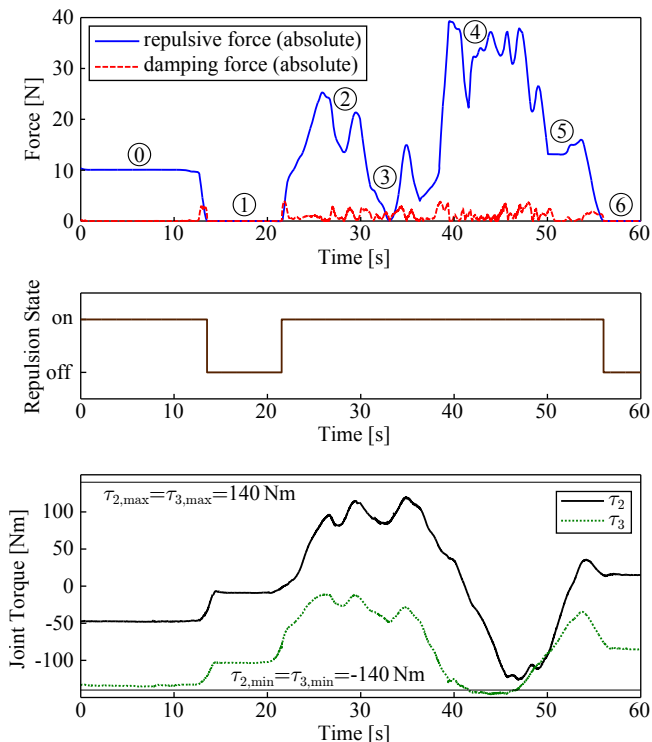 40
30
20
10
0
Force [N]
repulsive force (absolute)
damping force (absolute)
⓪
①
②
③
④
⑤
⑥
0 10 20 30 40 50 60
Time [s]
on
off
Repulsion State
0 10 20 30 40 50 60
Time [s]
100
50
0
-50
-100
Joint Torque [Nm]
τ2,max=τ3,max=140 Nm
τ2
τ3
τ2,min=τ3,min=-140 Nm
0 10 20 30 40 50 60
Time [s]